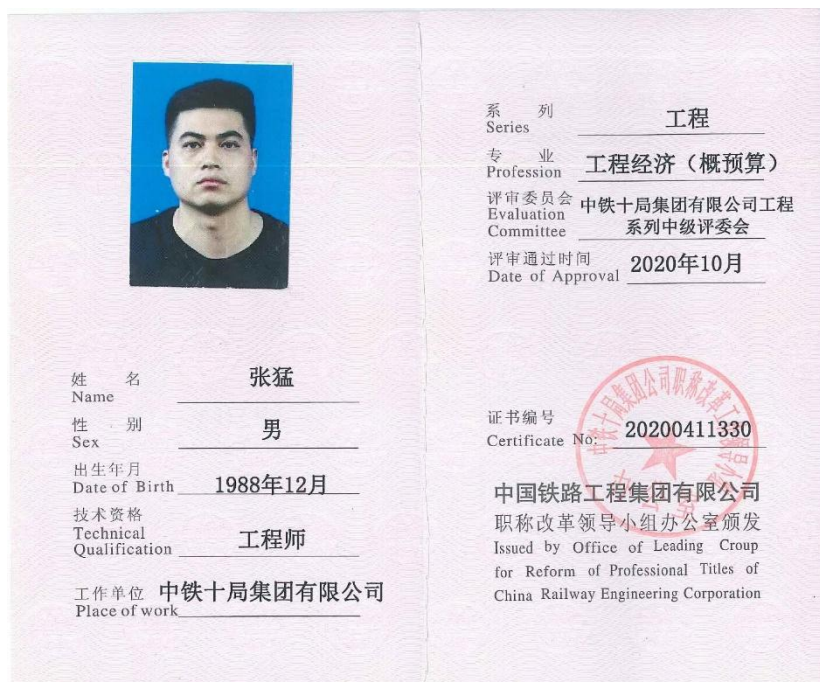 姓名 张猛
Name
性别 男
Sex
出生年月
Date of Birth 1988年12月
技术资格
Technical
Qualification 工程师
工作单位 中铁十局集团有限公司
Place of work
系列 工程
Series
专业 工程经济（概预算）
Profession
评审委员会
Evaluation
Committee
中铁十局集团有限公司工程
系列中级评委会
评审通过时间
Date of Approval 2020年10月
证书编号
Certificate No: 20200411330
中国铁路工程集团有限公司
职称改革领导小组办公室颁发
Issued by Office of Leading Croup
for Reform of Professional Titles of
China Railway Engineering Corporation